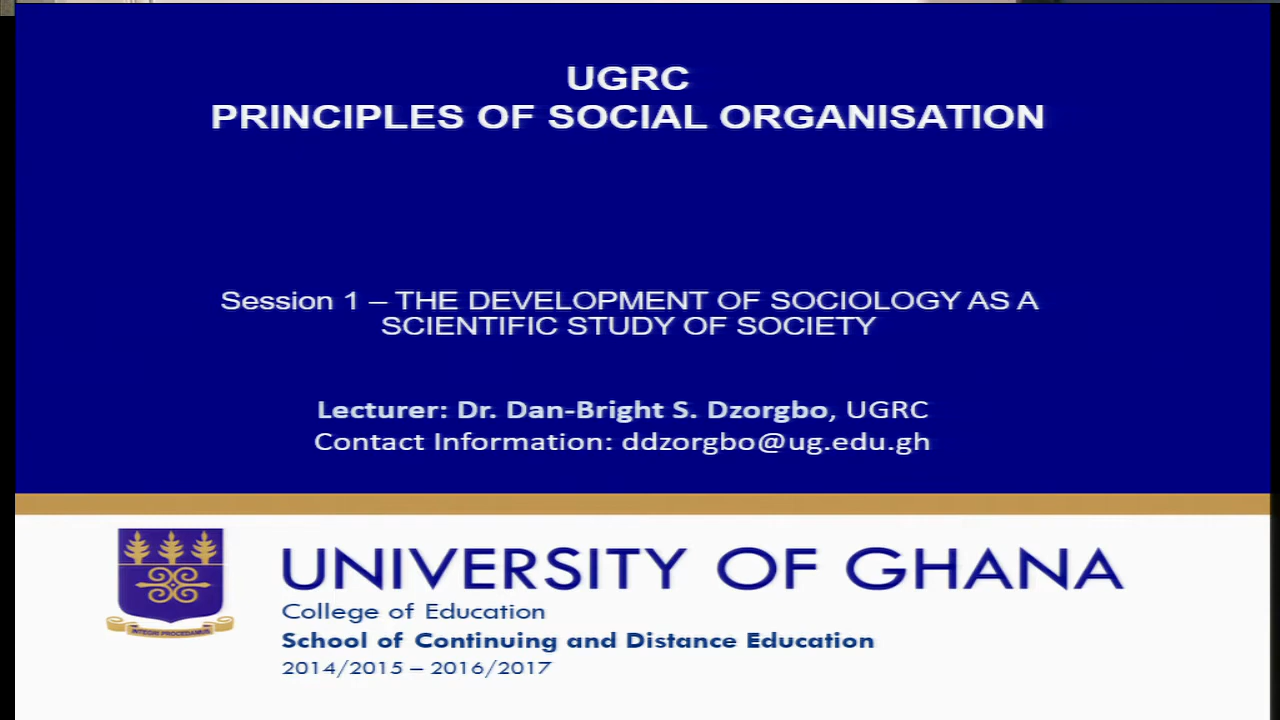 UGRC
PRINCIPLES OF SOCIAL ORGANISATION
Session 1 – THE DEVELOPMENT OF SOCIOLOGY AS A
SCIENTIFIC STUDY OF SOCIETY
Lecturer: Dr. Dan-Bright S. Dzorgbo, UGRC
Contact Information: ddzorgbo@ug.edu.gh
UNIVERSITY OF GHANA
College of Education
School of Continuing and Distance Education
2014/2015 – 2016/2017
INTEGRI PROCEDAMUS